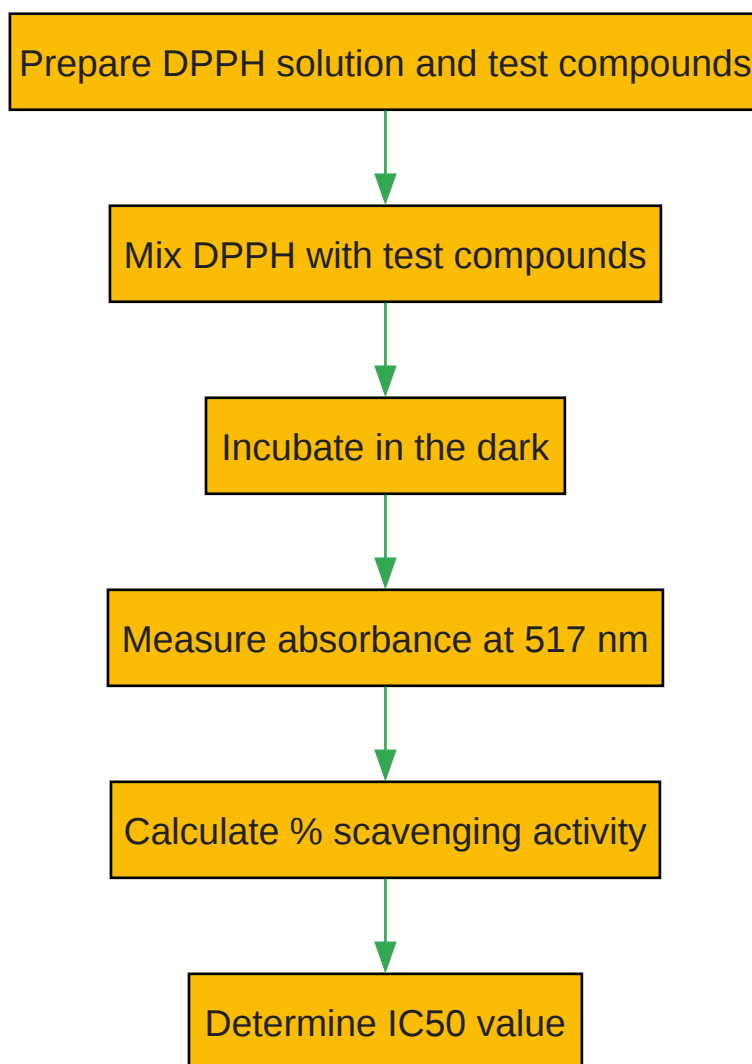 Prepare DPPH solution and test compounds
Mix DPPH with test compounds
Incubate in the dark
Measure absorbance at 517 nm
Calculate % scavenging activity
Determine IC50 value